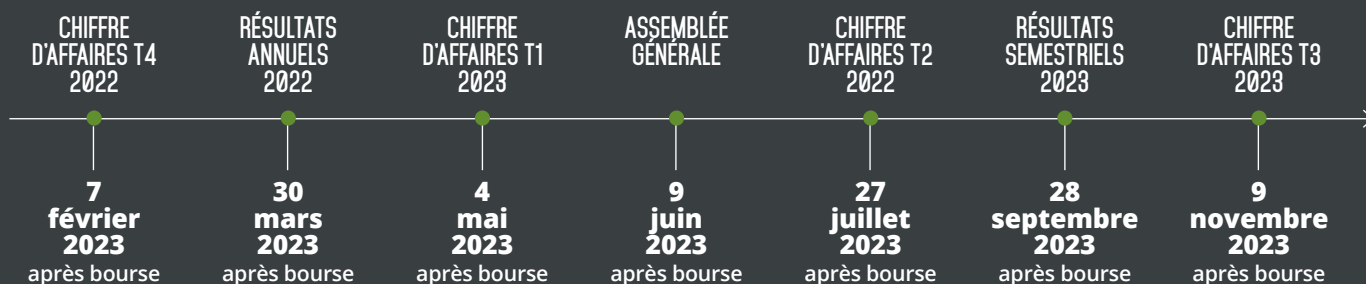 CHIFFRE
D'AFFAIRES T4
2022
7
février
2023
après bourse
RÉSULTATS
ANNUELS
2022
30
mars
2023
après bourse
CHIFFRE
D'AFFAIRES T1
2023
4
mai
2023
après bourse
ASSEMBLÉE
GÉNÉRALE
9
juin
2023
après bourse
CHIFFRE
D'AFFAIRES T2
2022
27
juillet
2023
après bourse
RÉSULTATS
SEMESTRIELS
2023
28
septembre
2023
après bourse
CHIFFRE
D'AFFAIRES T3
2023
9
novembre
2023
après bourse